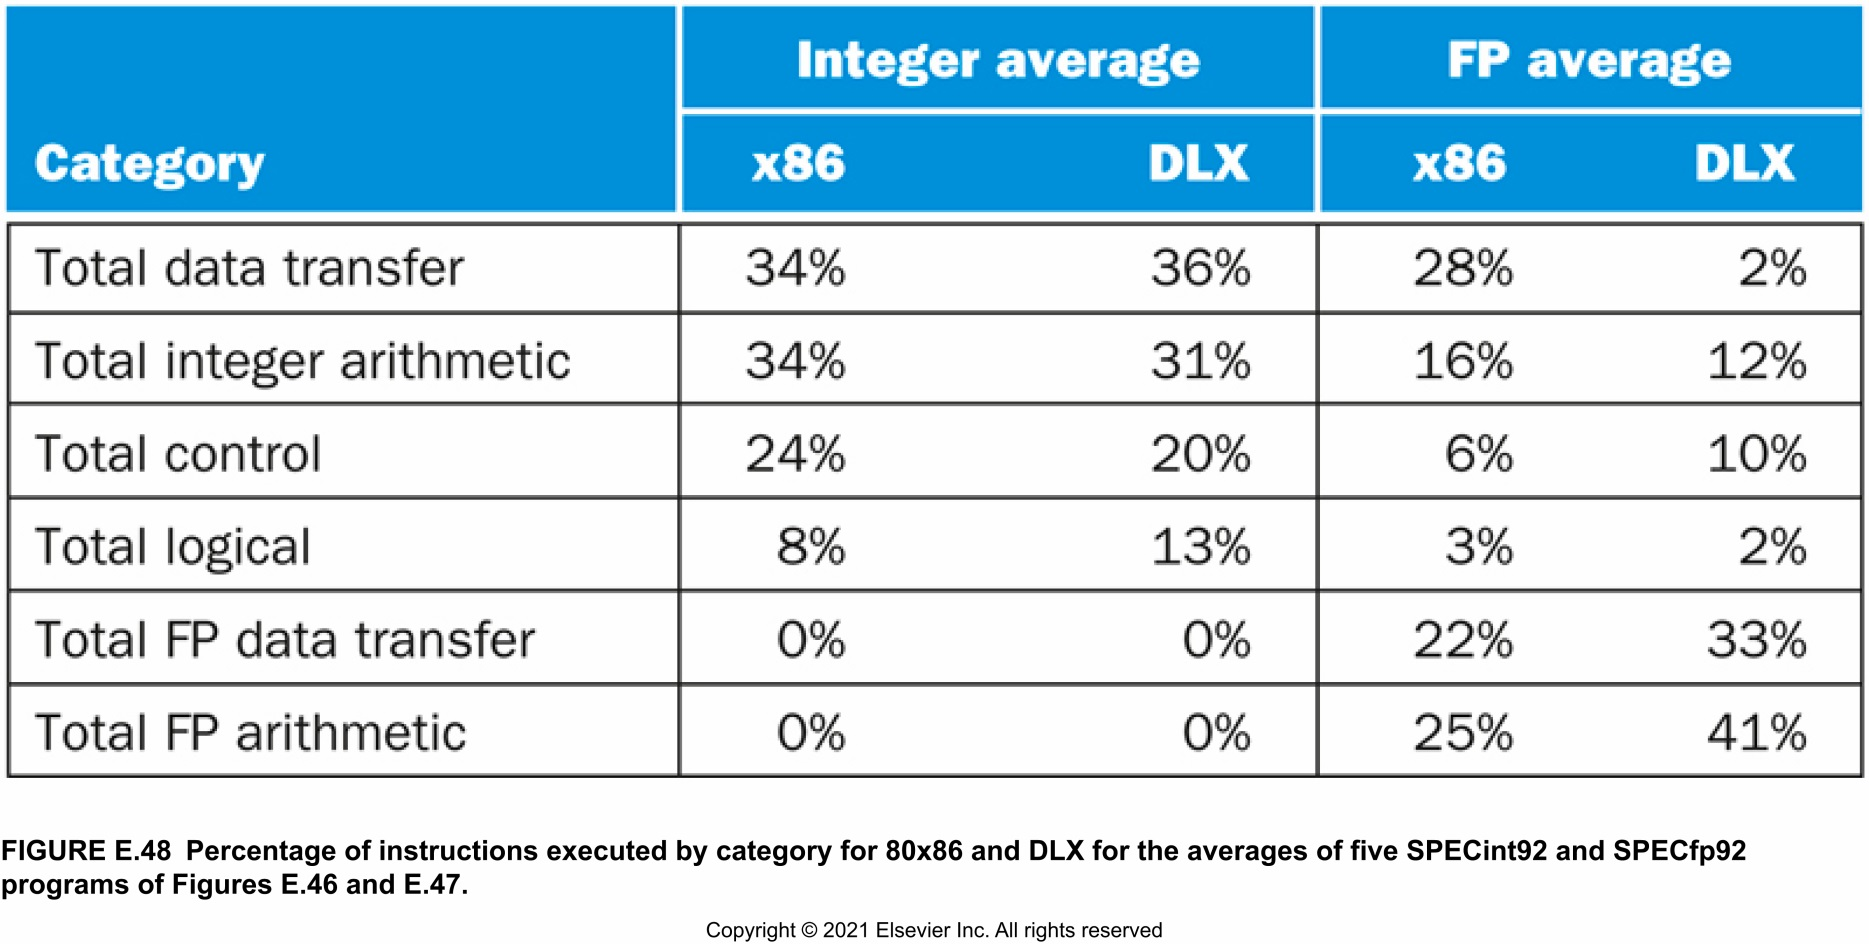 Integer average FP average
Category x86 DLX x86 DLX
Total data transfer 34% 36% 28% 2%
Total integer arithmetic 34% 31% 16% 12%
Total control 24% 20% 6% 10%
Total logical 8% 13% 3% 2%
Total FP data transfer 0% 0% 22% 33%
Total FP arithmetic 0% 0% 25% 41%
FIGURE E.48 Percentage of instructions executed by category for 80x86 and DLX for the averages of five SPECint92 and SPECfp92
programs of Figures E.46 and E.47.
Copyright © 2021 Elsevier Inc. All rights reserved